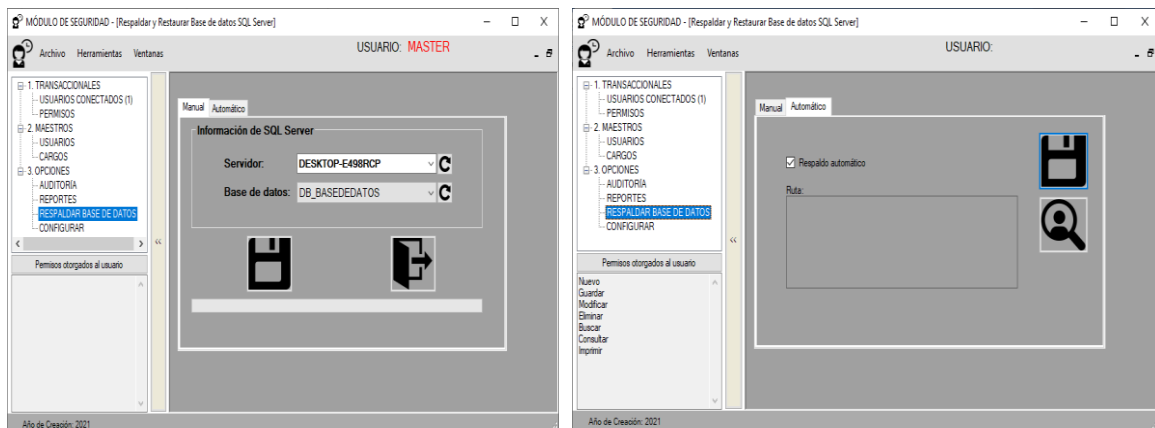 MÓDULO DE SEGURIDAD - [Respaldar y Restaurar Base de datos SQL Server]
Archivo Herramientas Ventanas
USUARIO: MASTER
1. TRANSACCIONALES
USUARIOS CONECTADOS (1)
PERMISOS
2. MAESTROS
USUARIOS
CARGOS
3. OPCIONES
AUDITORÍA
REPORTES
RESPALDAR BASE DE DATOS
CONFIGURAR
Permisos otorgados al usuario
Manual Automático
Información de SQL Server
Servidor: DESKTOP-E498RCP
Base de datos: DB_BASEDEDATOS
Año de Creación: 2021
MÓDULO DE SEGURIDAD - [Respaldar y Restaurar Base de datos SQL Server]
Archivo Herramientas Ventanas
USUARIO:
1. TRANSACCIONALES
USUARIOS CONECTADOS (1)
PERMISOS
2. MAESTROS
USUARIOS
CARGOS
3. OPCIONES
AUDITORÍA
REPORTES
RESPALDAR BASE DE DATOS
CONFIGURAR
Permisos otorgados al usuario
Nuevo
Guardar
Modificar
Eliminar
Buscar
Consultar
Imprimir
Manual Automático
Respaldo automático
Ruta:
Año de Creación: 2021